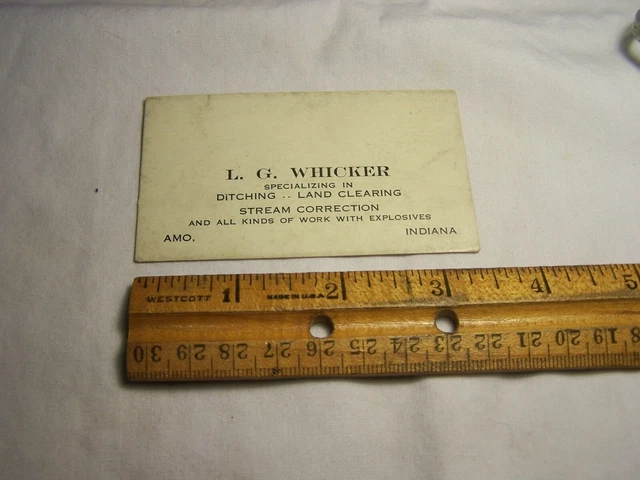 L. G. WHICKER
SPECIALIZING IN
DITCHING .. LAND CLEARING
STREAM CORRECTION
AND ALL KINDS OF WORK WITH EXPLOSIVES
AMO, INDIANA
1 2 3 4 5
WESTCOTT MADE IN U.S.A
0 30 29 28 27 26 25 24 23 22 21 20 19 18